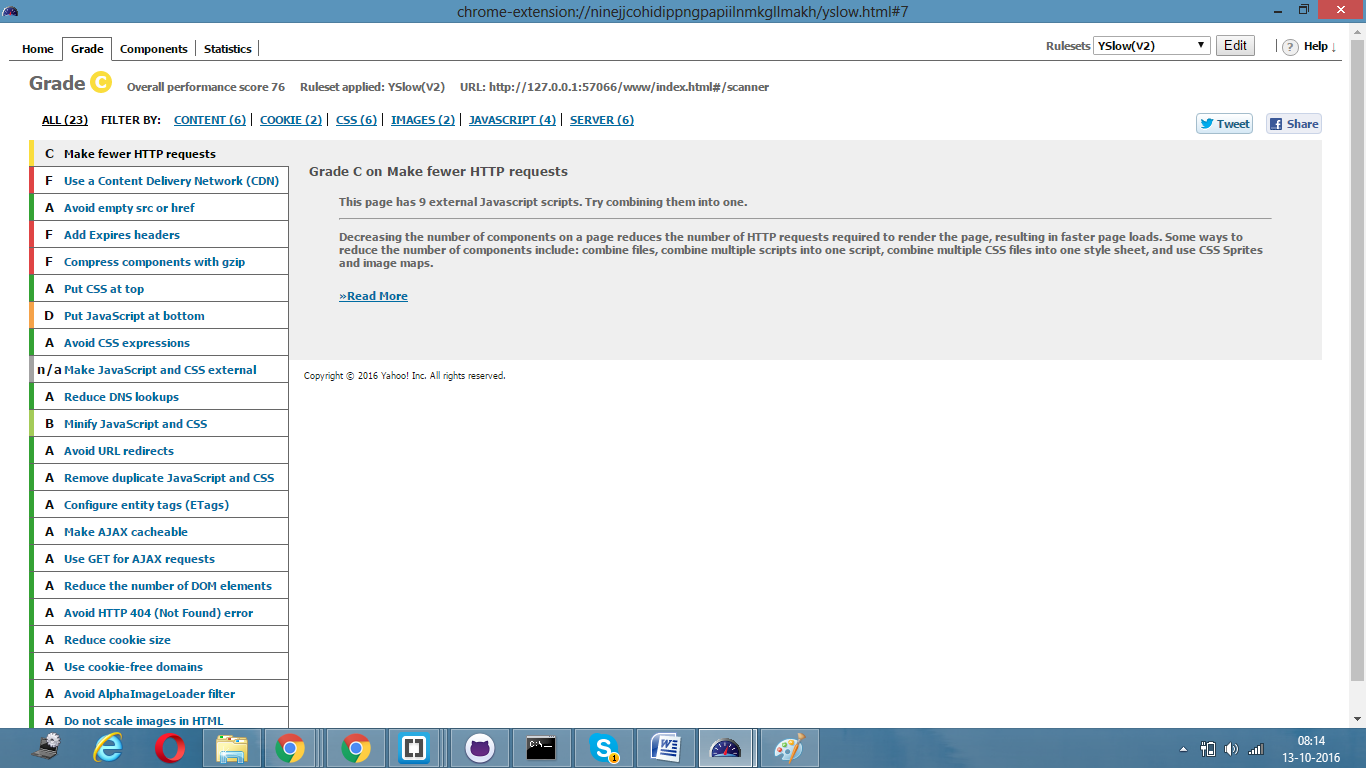 chrome-extension://ninejjcohidippngpapiilnmkgllmakh/yslow.html#7
Home Grade Components Statistics Rulesets YSlow(V2) Edit ? Help ↓
Grade C Overall performance score 76 Ruleset applied: YSlow(V2) URL: http://127.0.0.1:57066/www/index.html#/scanner
ALL (23) FILTER BY: CONTENT (6) COOKIE (2) CSS (6) IMAGES (2) JAVASCRIPT (4) SERVER (6)
Tweet Share
C Make fewer HTTP requests
F Use a Content Delivery Network (CDN)
A Avoid empty src or href
F Add Expires headers
F Compress components with gzip
A Put CSS at top
D Put JavaScript at bottom
A Avoid CSS expressions
n/a Make JavaScript and CSS external
A Reduce DNS lookups
B Minify JavaScript and CSS
A Avoid URL redirects
A Remove duplicate JavaScript and CSS
A Configure entity tags (ETags)
A Make AJAX cacheable
A Use GET for AJAX requests
A Reduce the number of DOM elements
A Avoid HTTP 404 (Not Found) error
A Reduce cookie size
A Use cookie-free domains
A Avoid AlphaImageLoader filter
A Do not scale images in HTML
Grade C on Make fewer HTTP requests
This page has 9 external Javascript scripts. Try combining them into one.
Decreasing the number of components on a page reduces the number of HTTP requests required to render the page, resulting in faster page loads. Some ways to
reduce the number of components include: combine files, combine multiple scripts into one script, combine multiple CSS files into one style sheet, and use CSS Sprites
and image maps.
»Read More
Copyright © 2016 Yahoo! Inc. All rights reserved.
08:14
13-10-2016